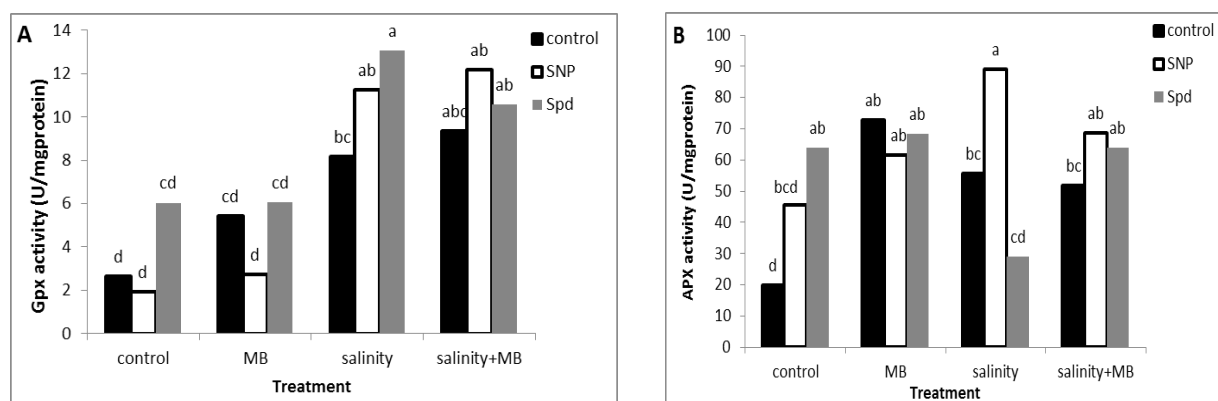 A
Gpx activity (U/mgprotein)
14
12
10
8
6
4
2
0
d
d
cd
cd
d
cd
bc
ab
a
abc
ab
ab
control
SNP
Spd
control
MB
salinity
salinity+MB
Treatment
B
APX activity (U/mgprotein)
100
90
80
70
60
50
40
30
20
10
0
d
bcd
ab
ab
ab
ab
bc
a
cd
bc
ab
ab
control
SNP
Spd
control
MB
salinity
salinity+MB
Treatment